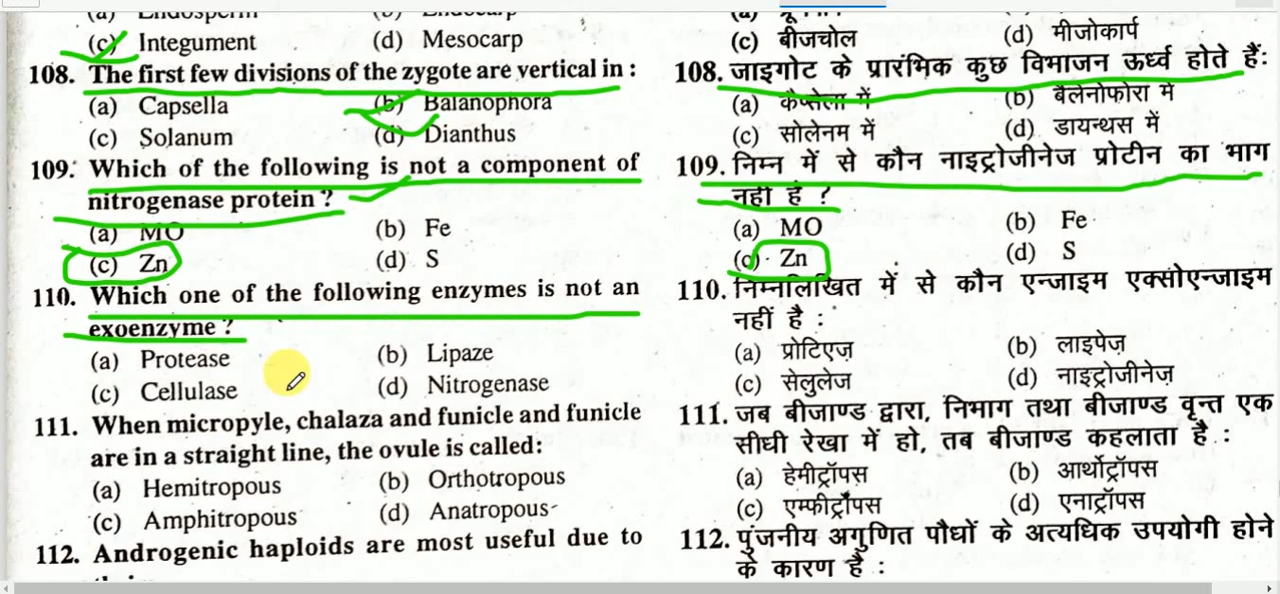 (a) Endosperm (b) Endocarp
(c) Integument (d) Mesocarp
108. The first few divisions of the zygote are vertical in :
(a) Capsella (b) Balanophora
(c) Solanum (d) Dianthus
109. Which of the following is not a component of
nitrogenase protein ?
(a) MO (b) Fe
(c) Zn (d) S
110. Which one of the following enzymes is not an
exoenzyme ?
(a) Protease (b) Lipaze
(c) Cellulase (d) Nitrogenase
111. When micropyle, chalaza and funicle and funicle
are in a straight line, the ovule is called:
(a) Hemitropous (b) Orthotropous
(c) Amphitropous (d) Anatropous
112. Androgenic haploids are most useful due to
(c) बीजचोल (d) मीजोकार्प
108. जाइगोट के प्रारंभिक कुछ विभाजन ऊर्ध्व होते हैं:
(a) कैप्सेला में (b) बैलेनोफोरा में
(c) सोलेनम में (d) डायन्थस में
109. निम्न में से कौन नाइट्रोजीनेज प्रोटीन का भाग
नहीं है ?
(a) MO (b) Fe
(c) Zn (d) S
110. निम्नलिखित में से कौन एन्जाइम एक्सोएन्जाइम
नहीं है :
(a) प्रोटिएज़ (b) लाइपेज़
(c) सेलुलेज (d) नाइट्रोजीनेज़
111. जब बीजाण्ड द्वारा, निभाग तथा बीजाण्ड वृन्त एक
सीधी रेखा में हो, तब बीजाण्ड कहलाता है :
(a) हेमीट्रॉपस (b) आर्थोट्रॉपस
(c) एम्फीट्रॉपस (d) एनाट्रॉपस
112. पुंजनीय अगुणित पौधों के अत्यधिक उपयोगी होने
के कारण है :